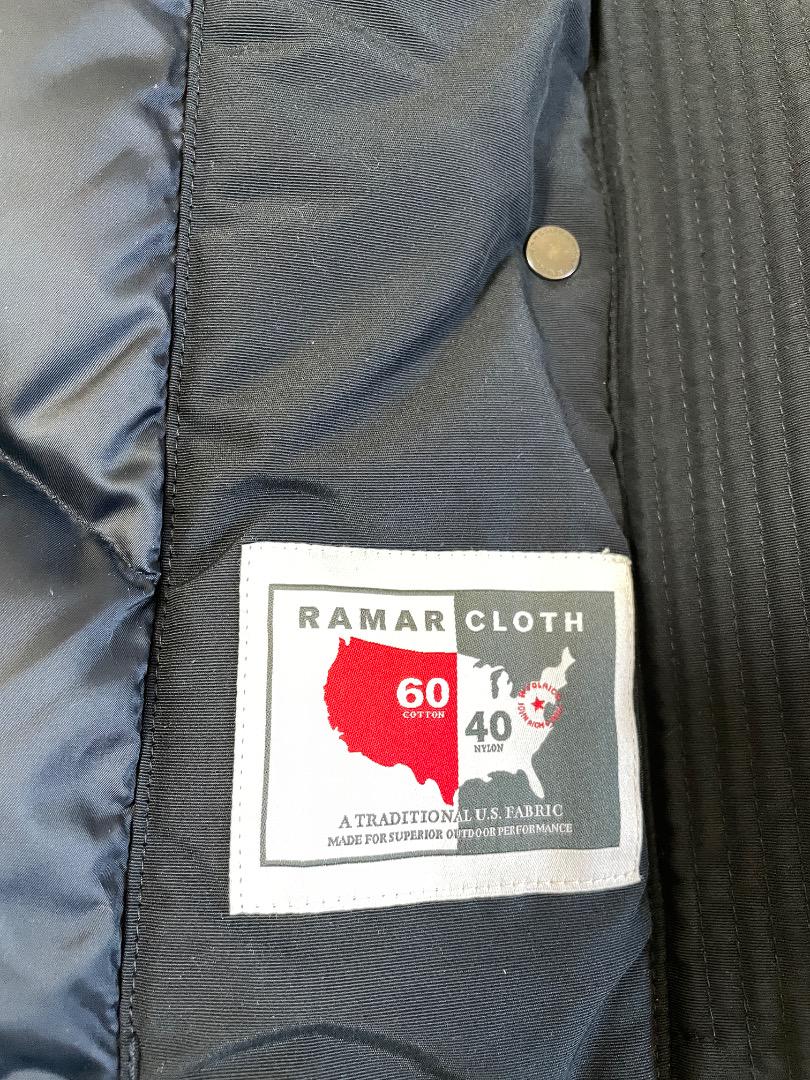 RAMAR CLOTH
60
COTTON
40
NYLON
WOOLRICH
JOHN RICH & BROS
A TRADITIONAL U.S. FABRIC
MADE FOR SUPERIOR OUTDOOR PERFORMANCE